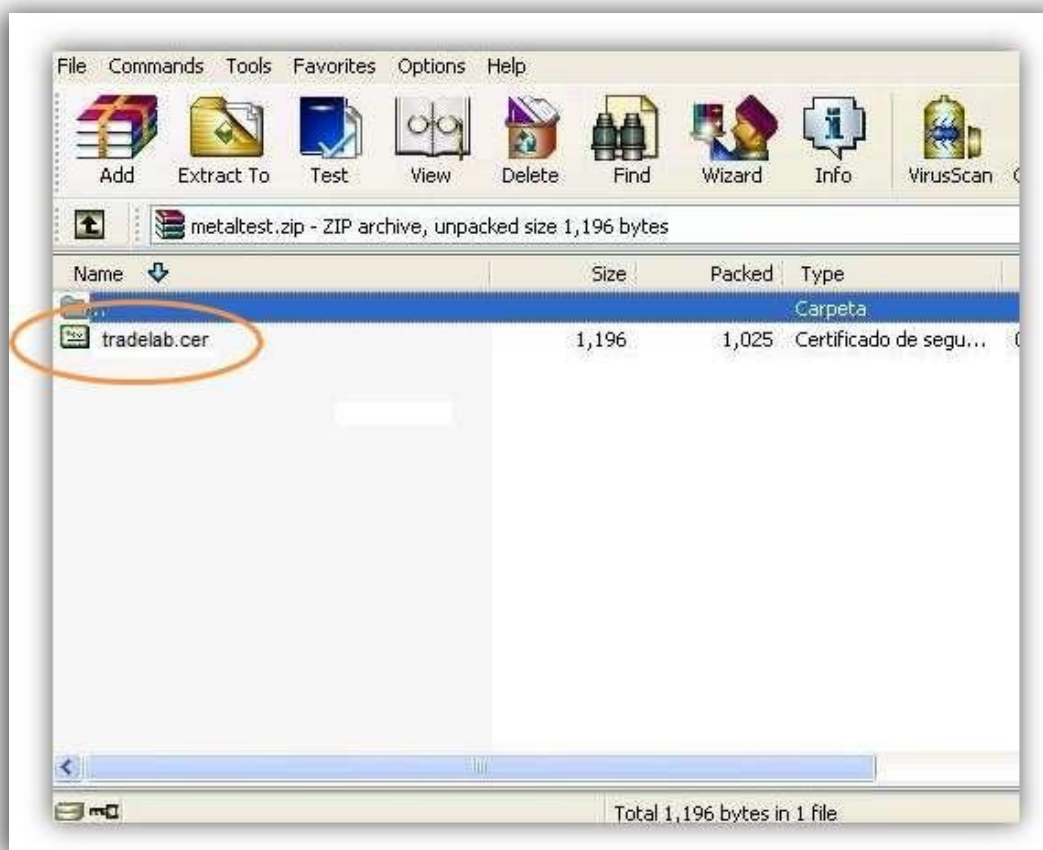 File Commands Tools Favorites Options Help
Add Extract To Test View Delete Find Wizard Info VirusScan
metaltest.zip - ZIP archive, unpacked size 1,196 bytes
Name Size Packed Type
.. Carpeta
tradelab.cer 1,196 1,025 Certificado de segu...
Total 1,196 bytes in 1 file